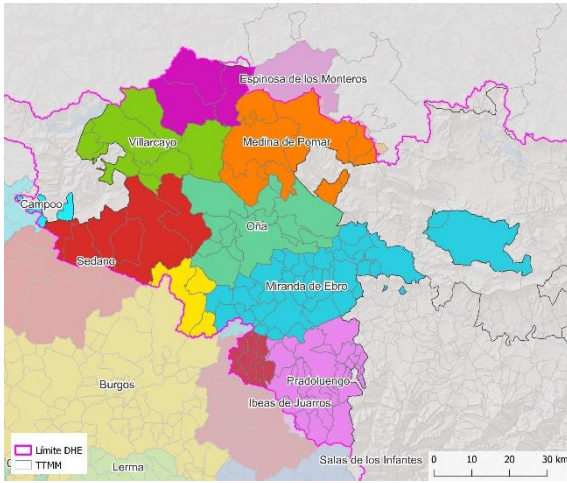 Espinosa de los Monteros
Villarcayo
Medina de Pomar
Campoo
Oña
Sedano
Miranda de Ebro
Burgos
Pradoluengo
Ibeas de Juarros
Límite DHE
TTMM
Lerma
Salas de los Infantes
0 10 20 30 km